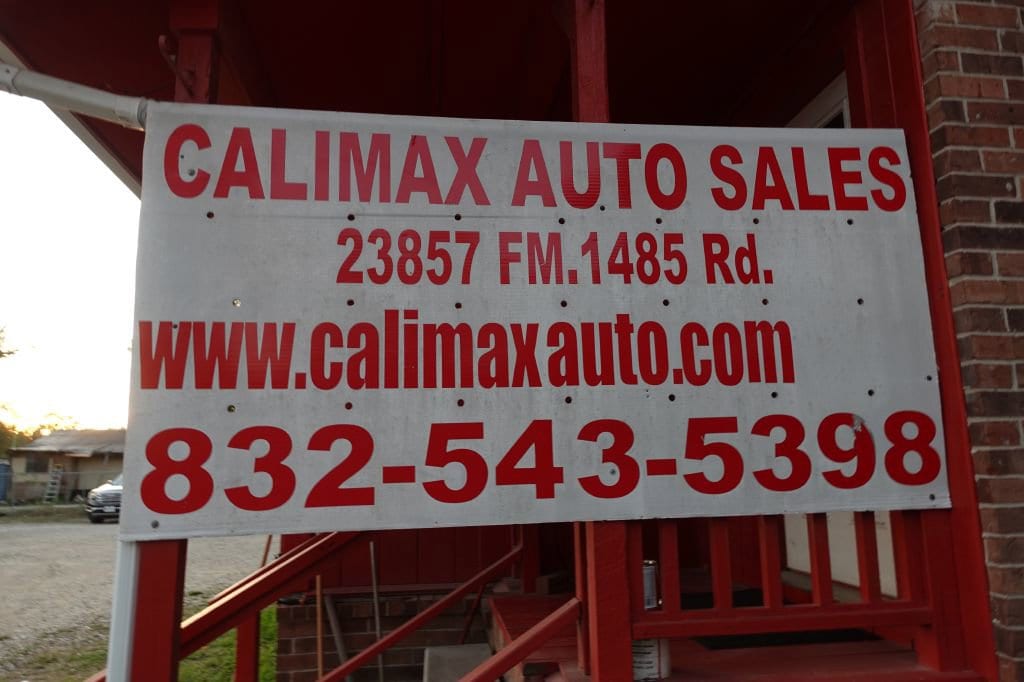 CALIMAX AUTO SALES
23857 FM.1485 Rd.
www.calimaxauto.com
832-543-5398